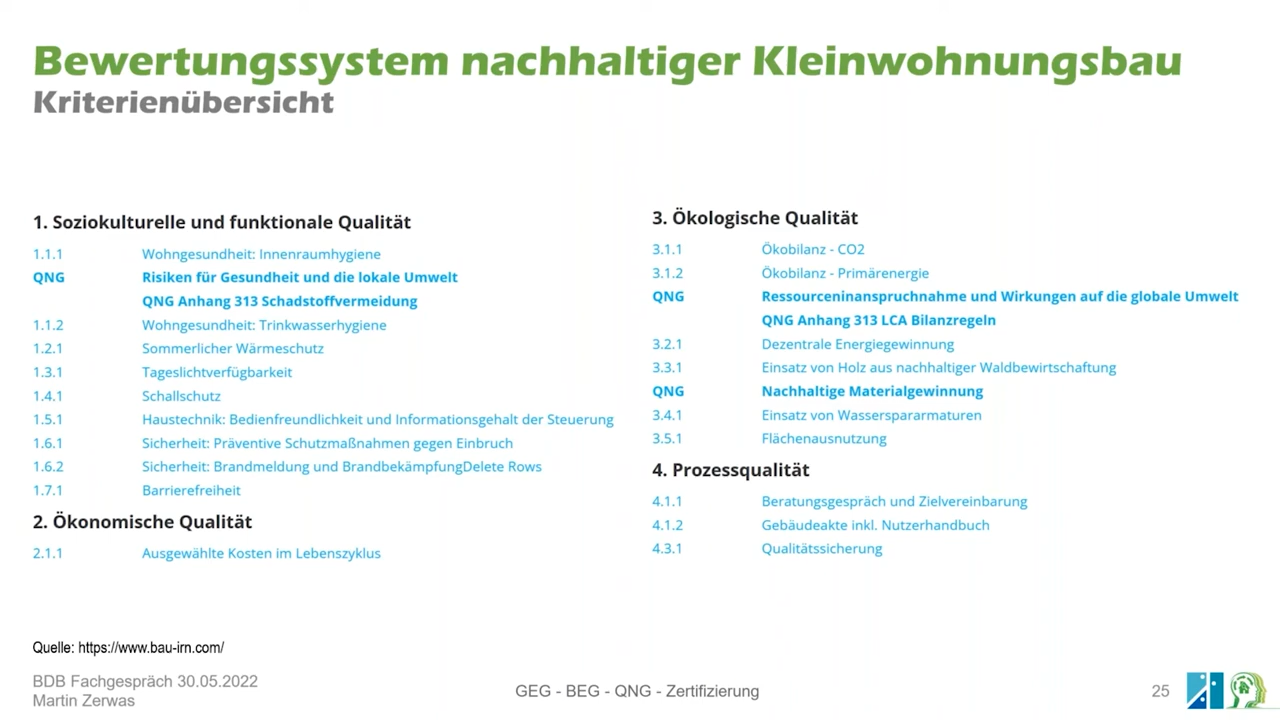 Bewertungssystem nachhaltiger Kleinwohnungsbau
Kriterienübersicht
1. Soziokulturelle und funktionale Qualität
1.1.1 Wohngesundheit: Innenraumhygiene
QNG Risiken für Gesundheit und die lokale Umwelt
QNG Anhang 313 Schadstoffvermeidung
1.1.2 Wohngesundheit: Trinkwasserhygiene
1.2.1 Sommerlicher Wärmeschutz
1.3.1 Tageslichtverfügbarkeit
1.4.1 Schallschutz
1.5.1 Haustechnik: Bedienfreundlichkeit und Informationsgehalt der Steuerung
1.6.1 Sicherheit: Präventive Schutzmaßnahmen gegen Einbruch
1.6.2 Sicherheit: Brandmeldung und BrandbekämpfungDelete Rows
1.7.1 Barrierefreiheit
2. Ökonomische Qualität
2.1.1 Ausgewählte Kosten im Lebenszyklus
3. Ökologische Qualität
3.1.1 Ökobilanz - CO2
3.1.2 Ökobilanz - Primärenergie
QNG Ressourceninanspruchnahme und Wirkungen auf die globale Umwelt
QNG Anhang 313 LCA Bilanzregeln
3.2.1 Dezentrale Energiegewinnung
3.3.1 Einsatz von Holz aus nachhaltiger Waldbewirtschaftung
QNG Nachhaltige Materialgewinnung
3.4.1 Einsatz von Wasserspararmaturen
3.5.1 Flächenausnutzung
4. Prozessqualität
4.1.1 Beratungsgespräch und Zielvereinbarung
4.1.2 Gebäudeakte inkl. Nutzerhandbuch
4.3.1 Qualitätssicherung
Quelle: https://www.bau-irn.com/
BDB Fachgespräch 30.05.2022
Martin Zerwas
GEG - BEG - QNG - Zertifizierung
25